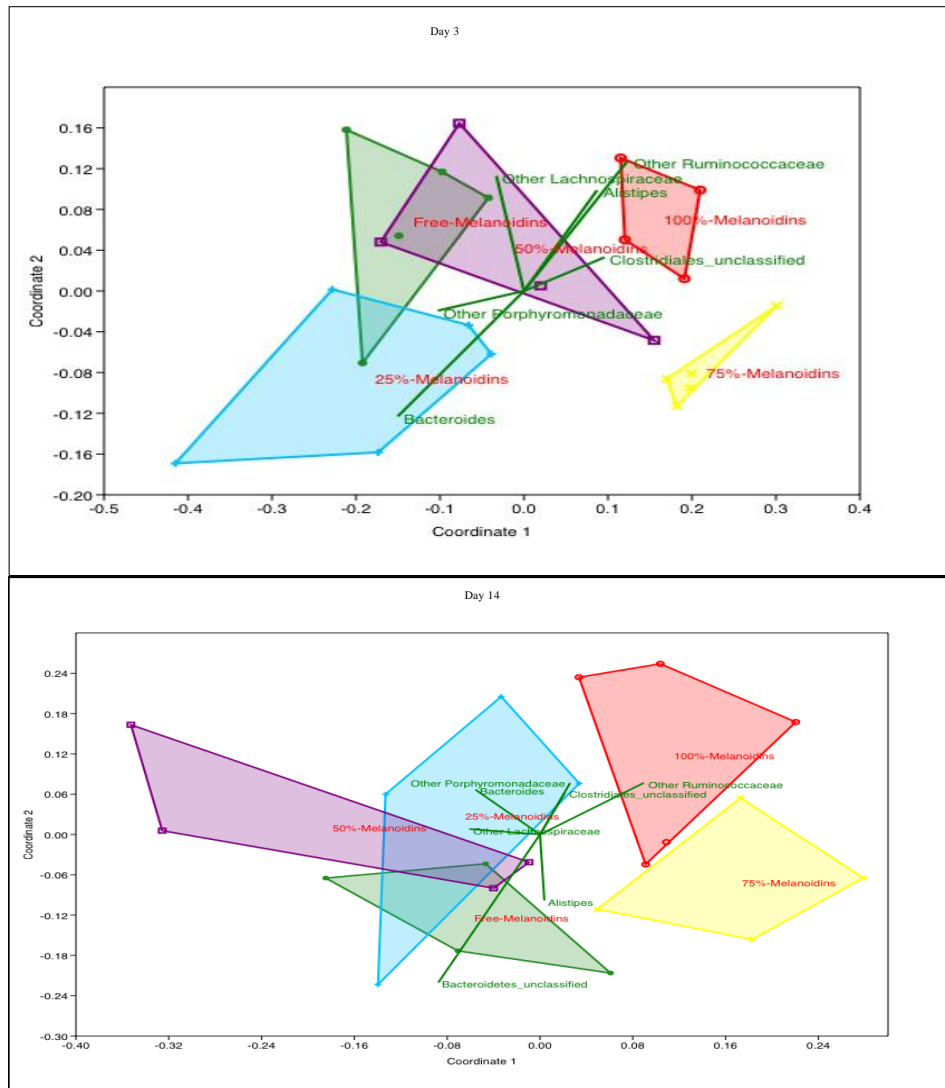 Day 3
Coordinate 2
0.16
0.12
0.08
0.04
0.00
-0.04
-0.08
-0.12
-0.16
-0.20
Other Ruminococcaceae
Other Lachnospiraceae
Alistipes
Free-Melanoidins
100%-Melanoidins
50%-Melanoidins
Clostridiales_unclassified
Other Porphyromonadaceae
25%-Melanoidins
75%-Melanoidins
Bacteroides
-0.5 -0.4 -0.3 -0.2 -0.1 0.0 0.1 0.2 0.3 0.4
Coordinate 1
Day 14
Coordinate 2
0.24
0.18
0.12
0.06
0.00
-0.06
-0.12
-0.18
-0.24
-0.30
100%-Melanoidins
Other Porphyromonadaceae
Other Ruminococcaceae
Bacteroides
Clostridiales_unclassified
25%-Melanoidins
50%-Melanoidins
Other Lachnospiraceae
75%-Melanoidins
Alistipes
Free-Melanoidins
Bacteroidetes_unclassified
-0.40 -0.32 -0.24 -0.16 -0.08 0.00 0.08 0.16 0.24
Coordinate 1